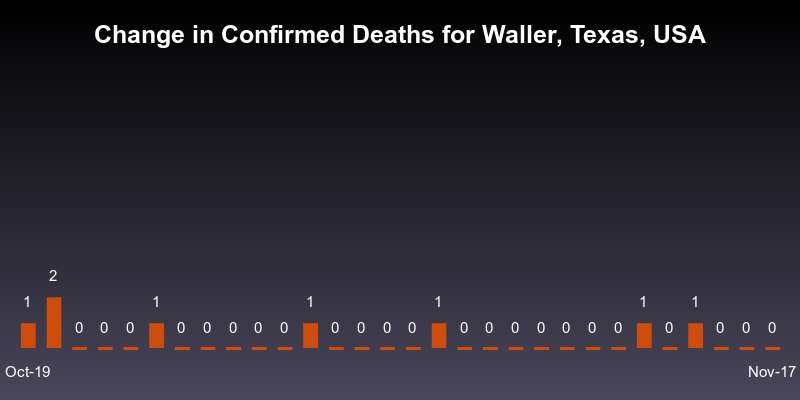 Change in Confirmed Deaths for Waller, Texas, USA
2
1 1 1 1 1 1
0 0 0 0 0 0 0 0 0 0 0 0 0 0 0 0 0 0 0 0 0 0 0
Oct-19 Nov-17